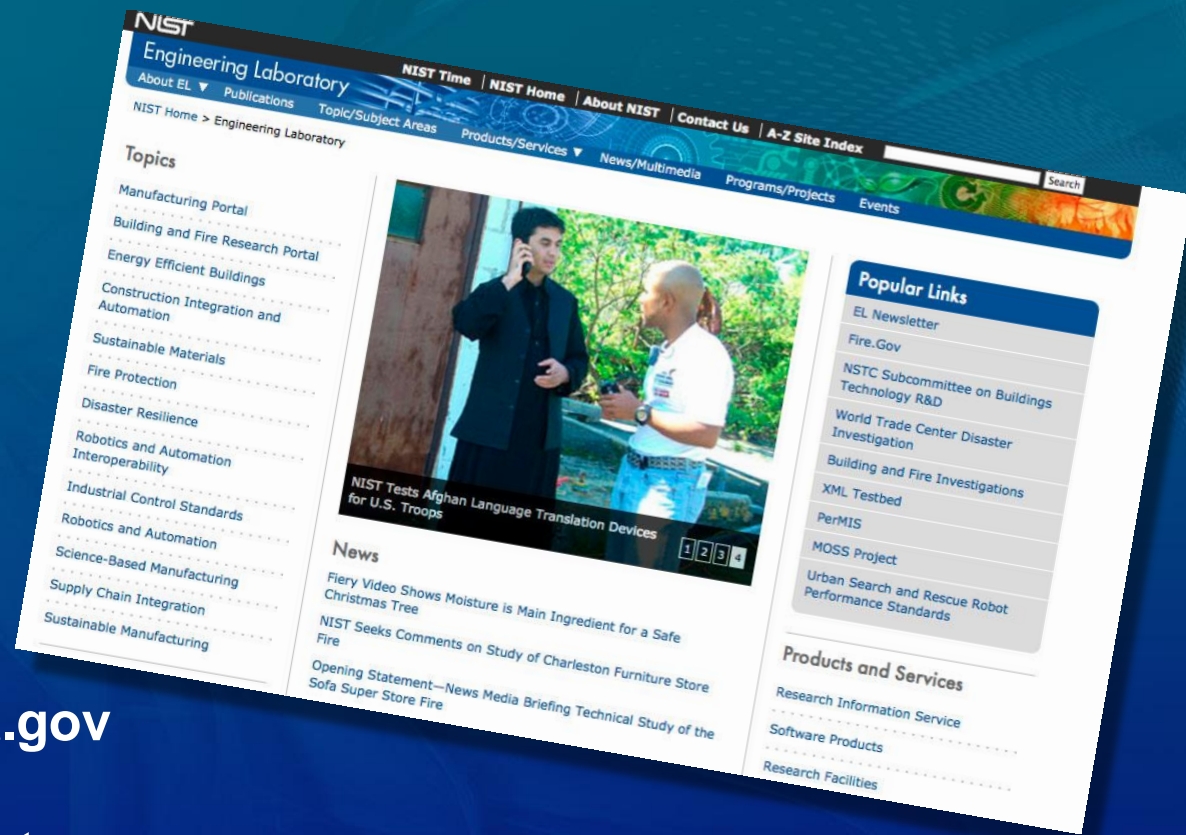 NIST
NIST Time | NIST Home | About NIST | Contact Us | A-Z Site Index
Search
Engineering Laboratory
About EL ▼ Publications Topic/Subject Areas Products/Services ▼ News/Multimedia Programs/Projects Events
NIST Home > Engineering Laboratory
Topics
Manufacturing Portal
Building and Fire Research Portal
Energy Efficient Buildings
Construction Integration and
Automation
Sustainable Materials
Fire Protection
Disaster Resilience
Robotics and Automation
Interoperability
Industrial Control Standards
Robotics and Automation
Science-Based Manufacturing
Supply Chain Integration
Sustainable Manufacturing
NIST Tests Afghan Language Translation Devices
for U.S. Troops
1 2 3 4
News
Fiery Video Shows Moisture is Main Ingredient for a Safe
Christmas Tree
NIST Seeks Comments on Study of Charleston Furniture Store
Fire
Opening Statement—News Media Briefing Technical Study of the
Sofa Super Store Fire
Popular Links
EL Newsletter
Fire.Gov
NSTC Subcommittee on Buildings
Technology R&D
World Trade Center Disaster
Investigation
Building and Fire Investigations
XML Testbed
PerMIS
MOSS Project
Urban Search and Rescue Robot
Performance Standards
Products and Services
Research Information Service
Software Products
Research Facilities
.gov